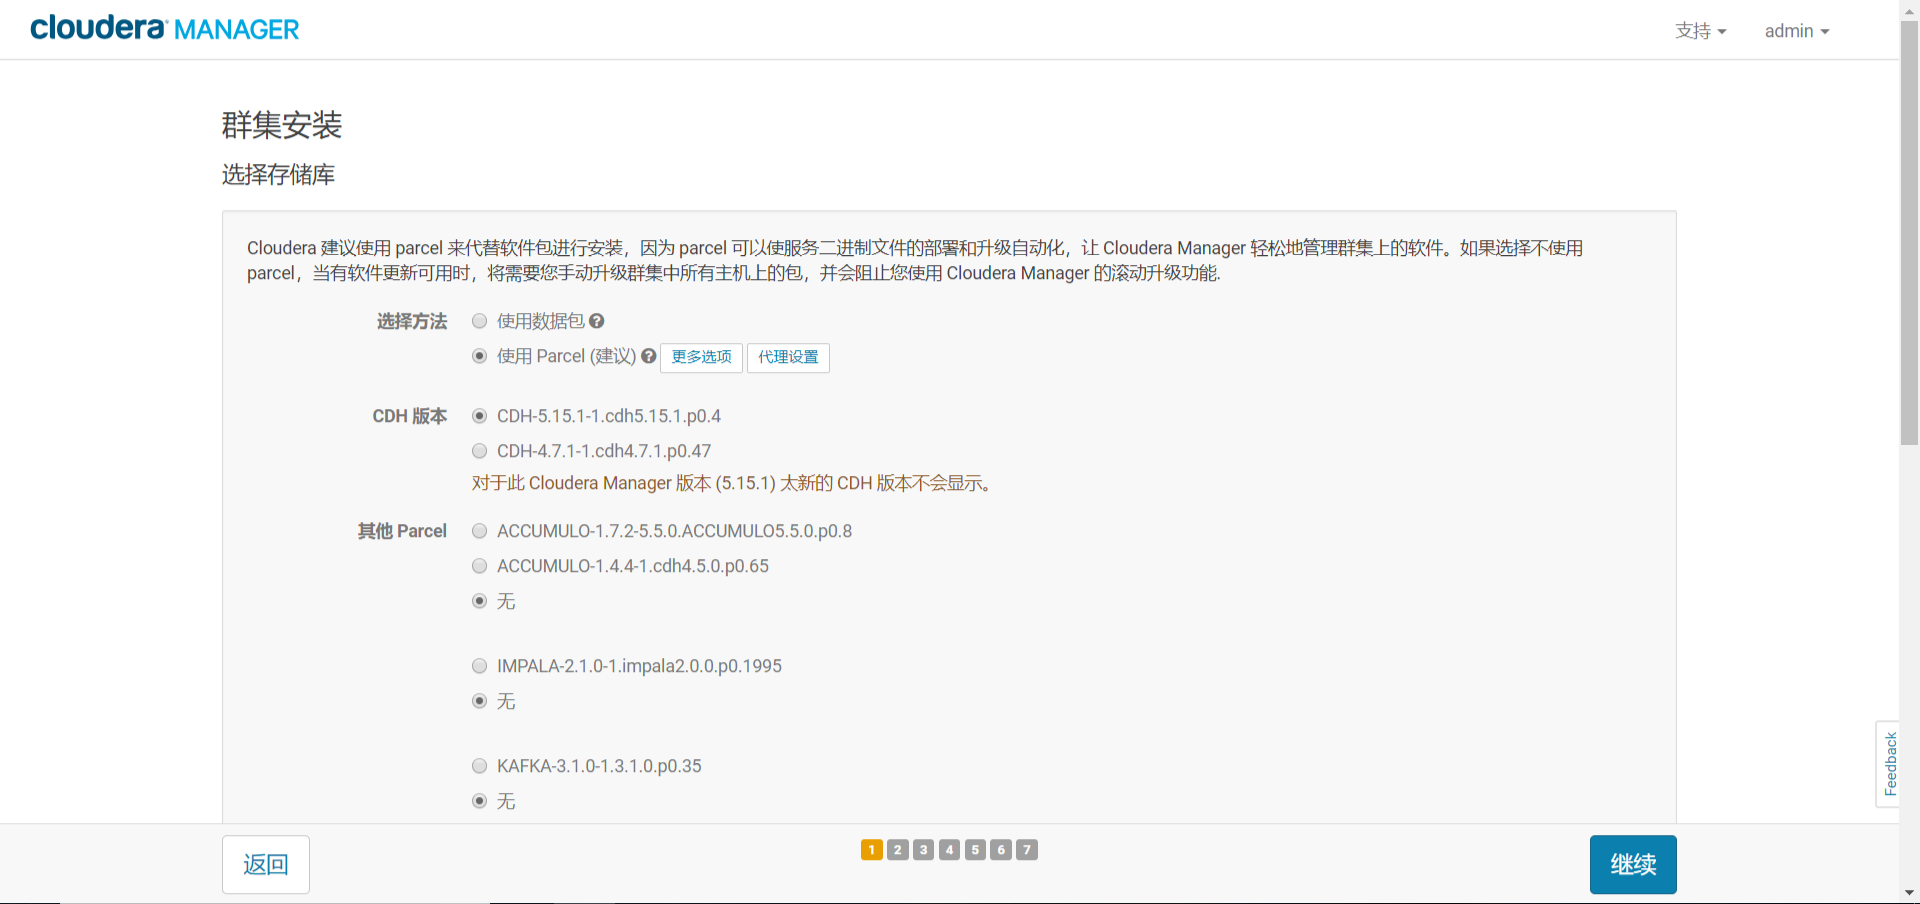 cloudera MANAGER
支持 admin
群集安装
选择存储库
Cloudera 建议使用 parcel 来代替软件包进行安装，因为 parcel 可以使服务二进制文件的部署和升级自动化，让 Cloudera Manager 轻松地管理群集上的软件。如果选择不使用
parcel，当有软件更新可用时，将需要您手动升级群集中所有主机上的包，并会阻止您使用 Cloudera Manager 的滚动升级功能.
选择方法 使用数据包 ?
使用 Parcel (建议) ? 更多选项 代理设置
CDH 版本 CDH-5.15.1-1.cdh5.15.1.p0.4
CDH-4.7.1-1.cdh4.7.1.p0.47
对于此 Cloudera Manager 版本 (5.15.1) 太新的 CDH 版本不会显示。
其他 Parcel ACCUMULO-1.7.2-5.5.0.ACCUMULO5.5.0.p0.8
ACCUMULO-1.4.4-1.cdh4.5.0.p0.65
无
IMPALA-2.1.0-1.impala2.0.0.p0.1995
无
KAFKA-3.1.0-1.3.1.0.p0.35
无
Feedback
返回 1 2 3 4 5 6 7 继续